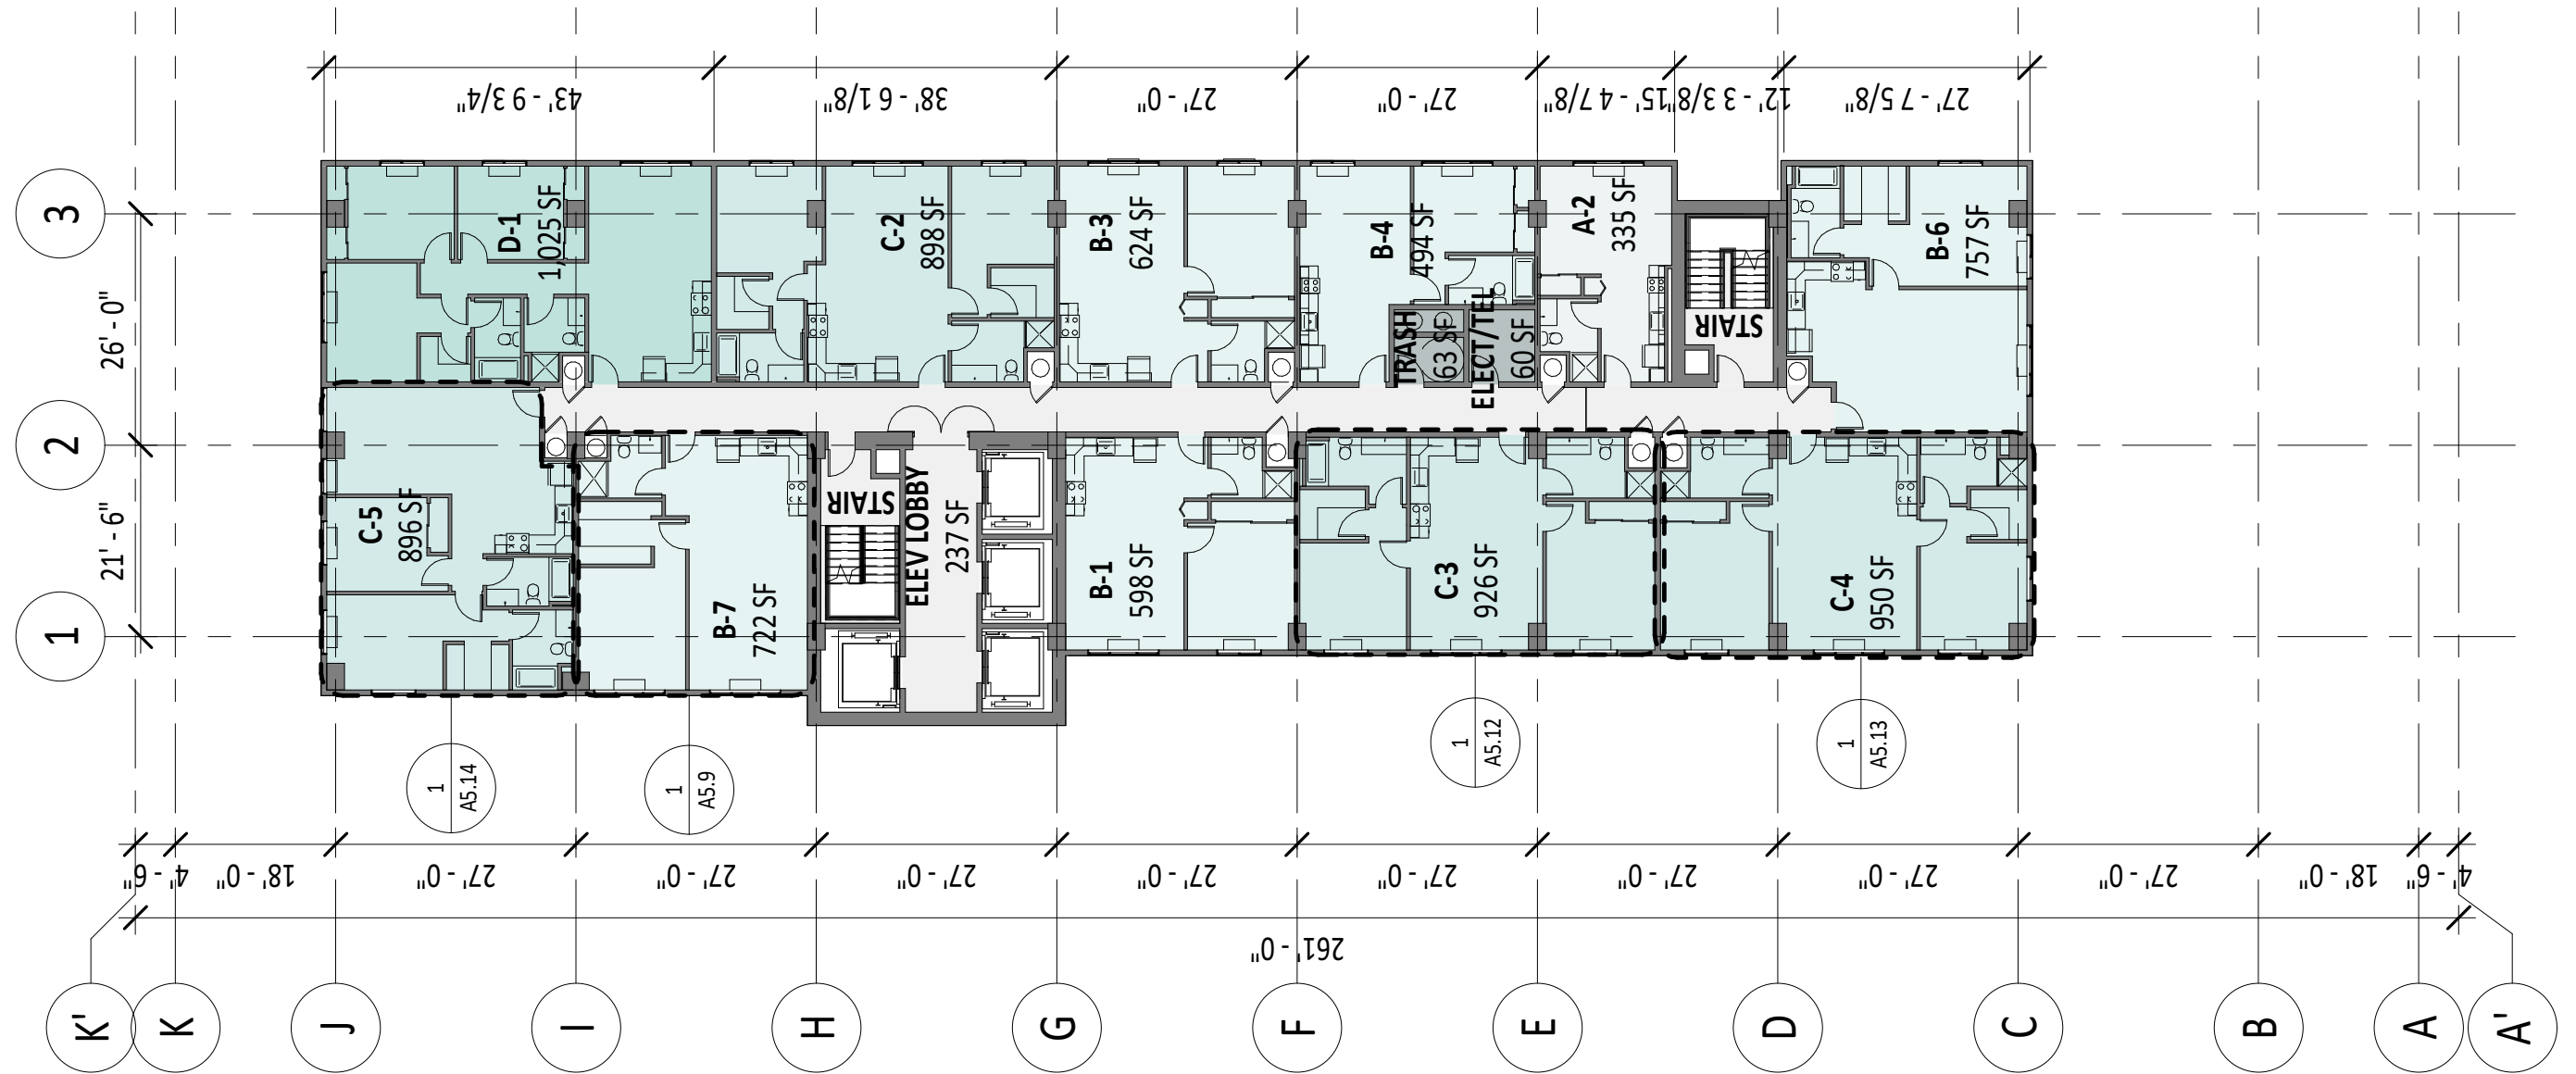 43' - 9 3/4"
38' - 6 1/8"
27' - 0"
27' - 0"
15' - 4 7/8"
12' - 3 3/8"
27' - 7 5/8"
3
2
1
26' - 0"
21' - 6"
D-1
1,025 SF
C-2
898 SF
B-3
624 SF
B-4
494 SF
TRASH
63 SF
ELECT/TEL
60 SF
A-2
335 SF
STAIR
B-6
757 SF
C-5
896 SF
B-7
722 SF
STAIR
ELEV LOBBY
237 SF
B-1
598 SF
C-3
926 SF
C-4
950 SF
1
A5.14
1
A5.9
1
A5.12
1
A5.13
4' - 6"
18' - 0"
27' - 0"
27' - 0"
27' - 0"
27' - 0"
27' - 0"
27' - 0"
27' - 0"
27' - 0"
18' - 0"
4' - 6"
261' - 0"
K'
K
J
I
H
G
F
E
D
C
B
A
A'